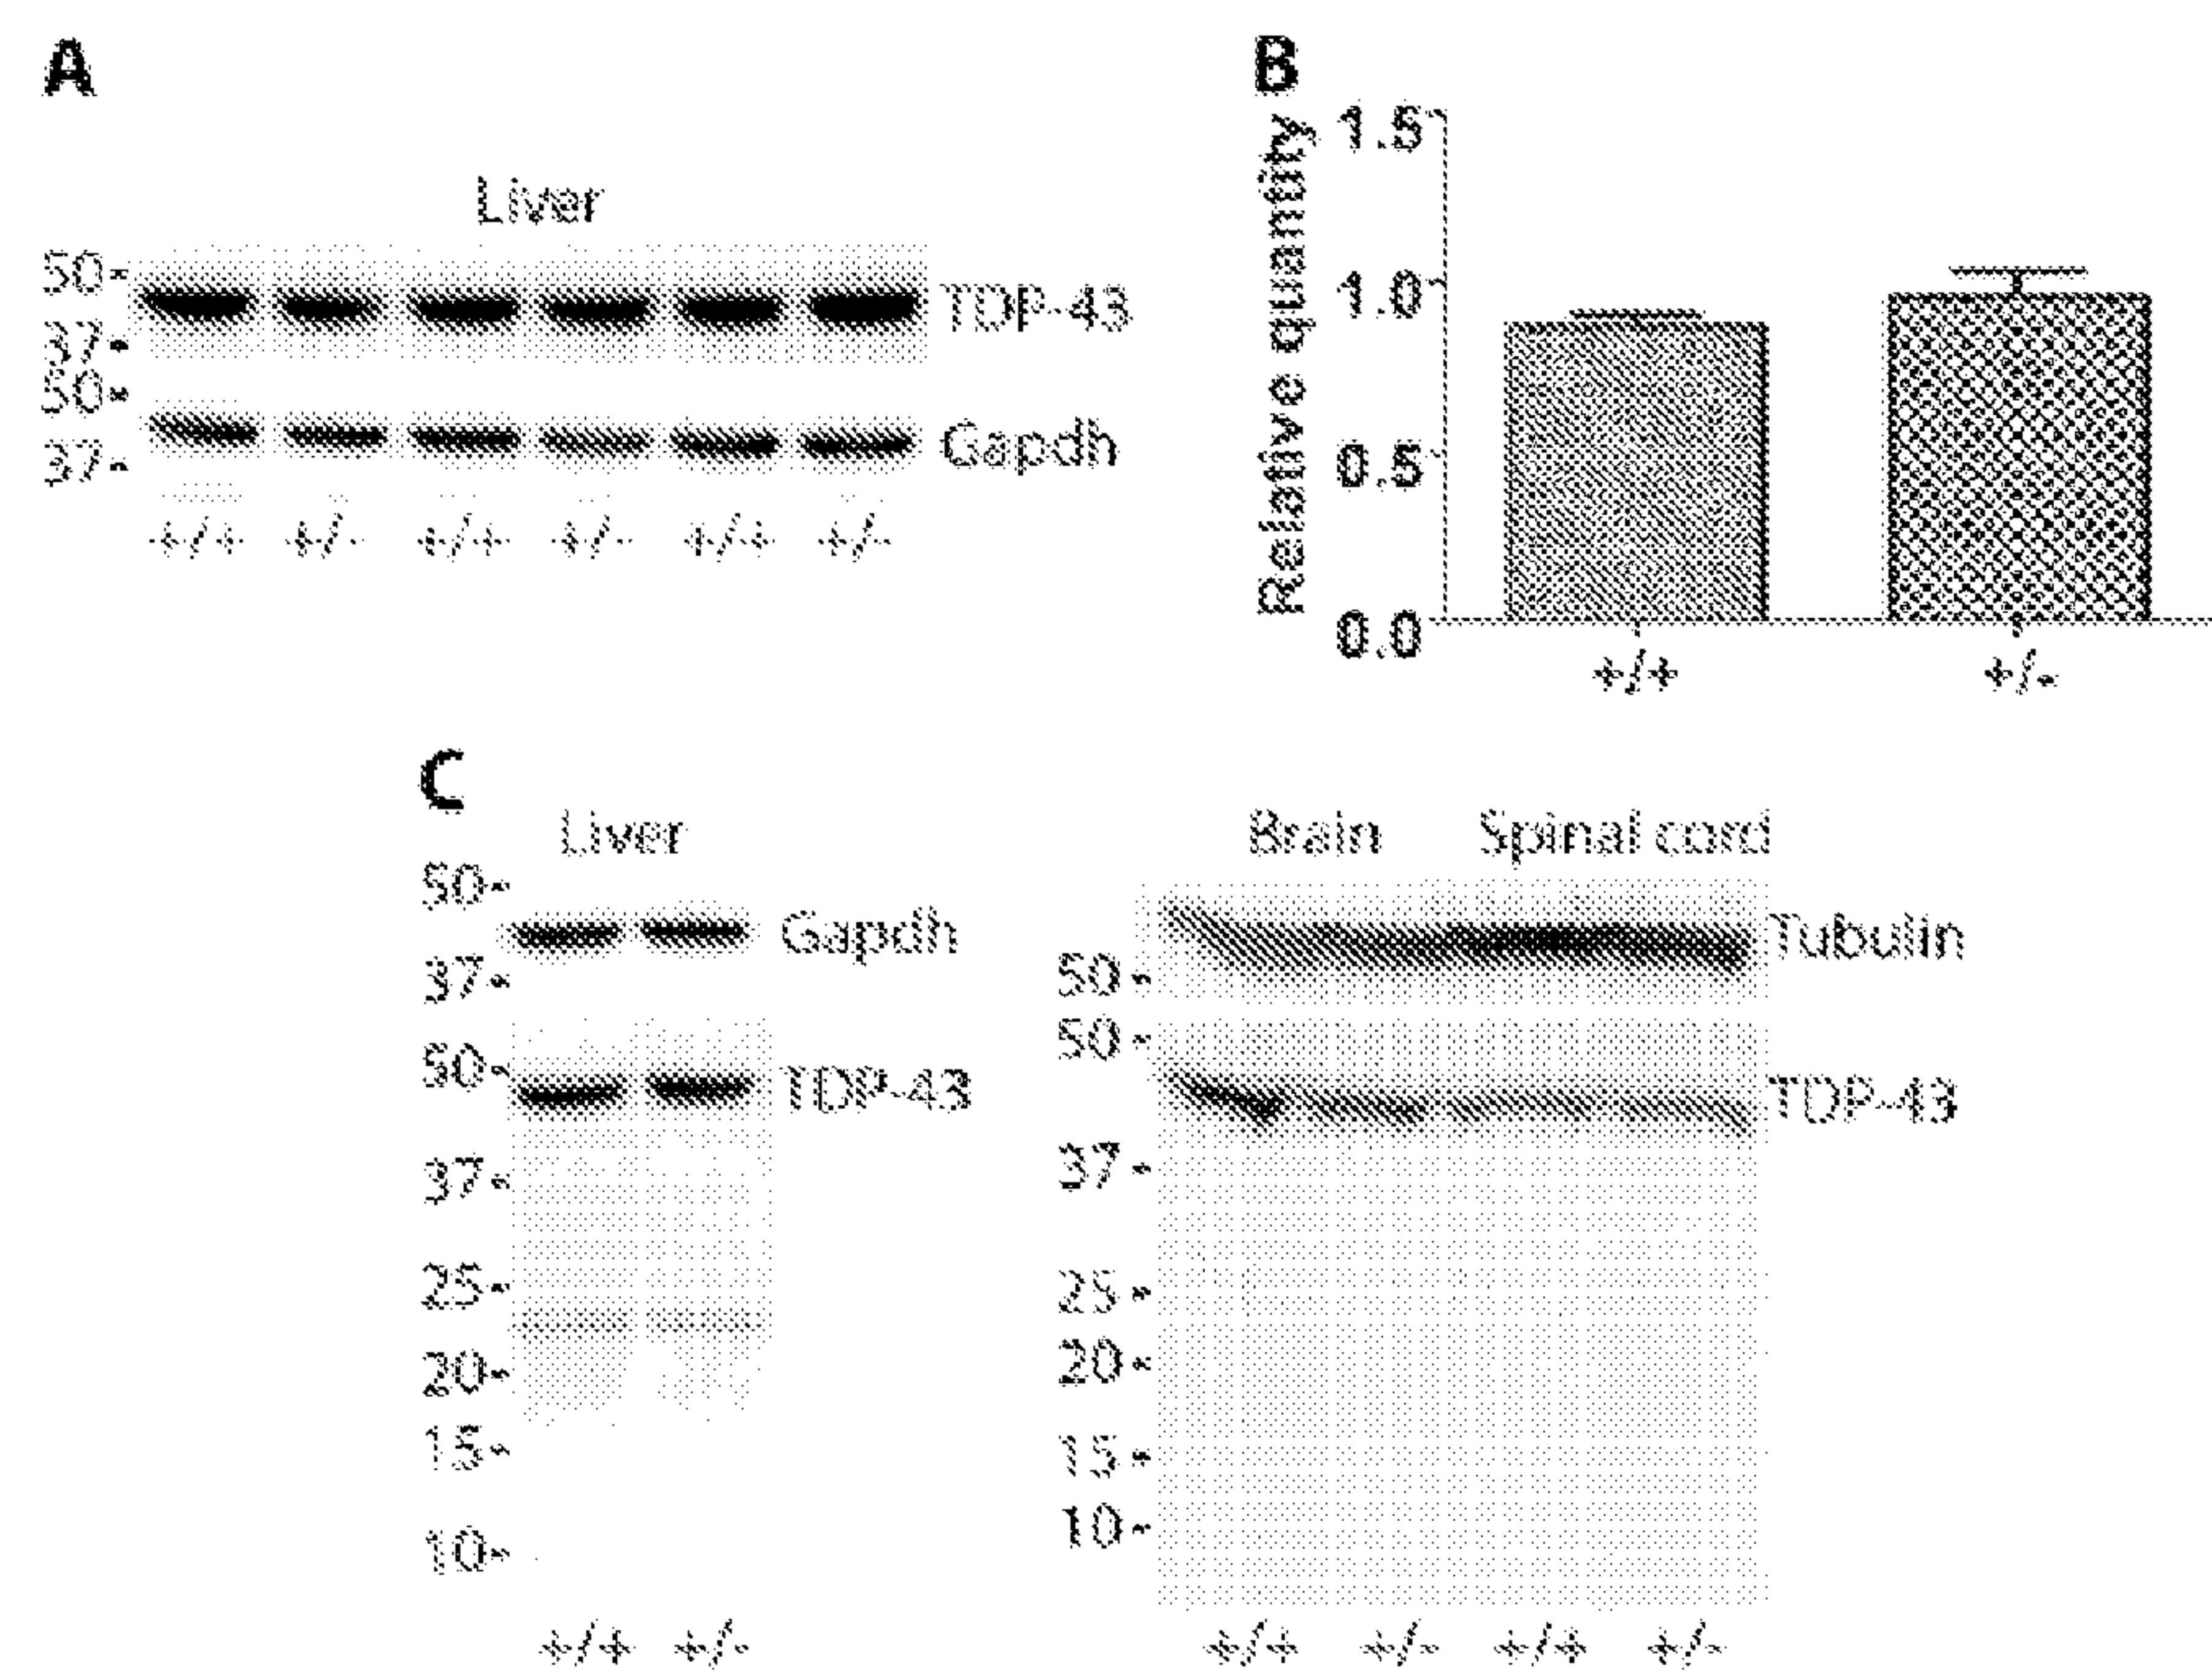 A
Liver
50-
37-
TDP-43
50-
37-
Gapdh
+/+ +/- +/+ +/- +/+ +/-
B
Relative quantity
1.5
1.0
0.5
0.0
+/+ +/-
C
Liver
50-
Gapdh
37-
50-
TDP-43
37-
25-
20-
15-
10-
+/+ +/-
Brain Spinal cord
Tubulin
50-
50-
TDP-43
37-
25-
20-
15-
10-
+/+ +/- +/+ +/-